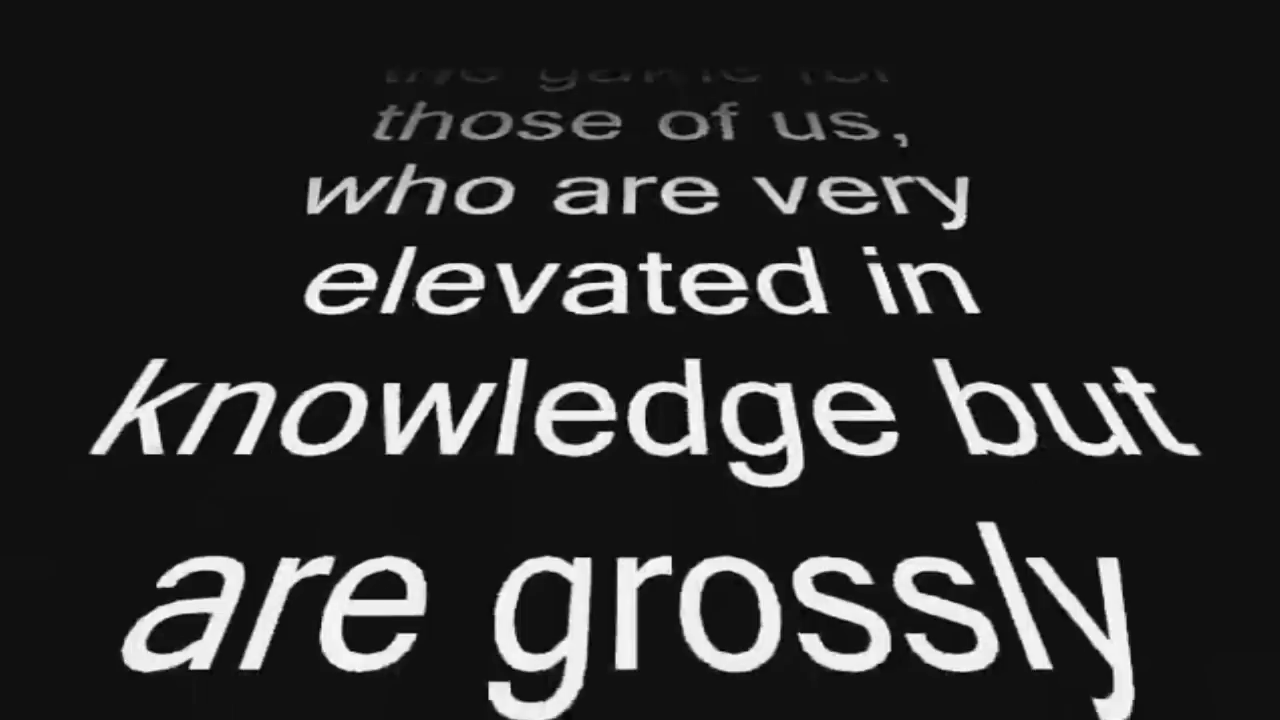 those of us,
who are very
elevated in
knowledge but
are grossly